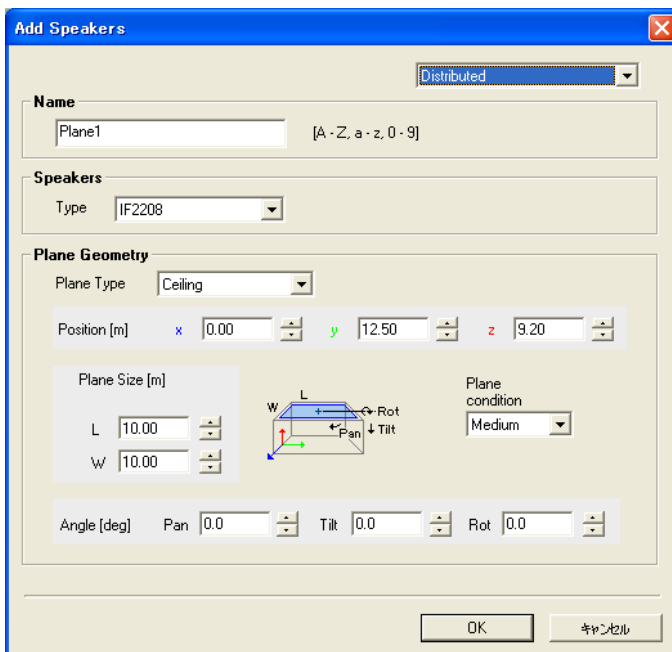 Add Speakers
Distributed
Name
Plane1 [A - Z, a - z, 0 - 9]
Speakers
Type IF2208
Plane Geometry
Plane Type Ceiling
Position [m] x 0.00 y 12.50 z 9.20
Plane Size [m]
L 10.00
W 10.00
L
W
Rot
Pan
Tilt
Plane
condition
Medium
Angle [deg] Pan 0.0 Tilt 0.0 Rot 0.0
OK キャンセル